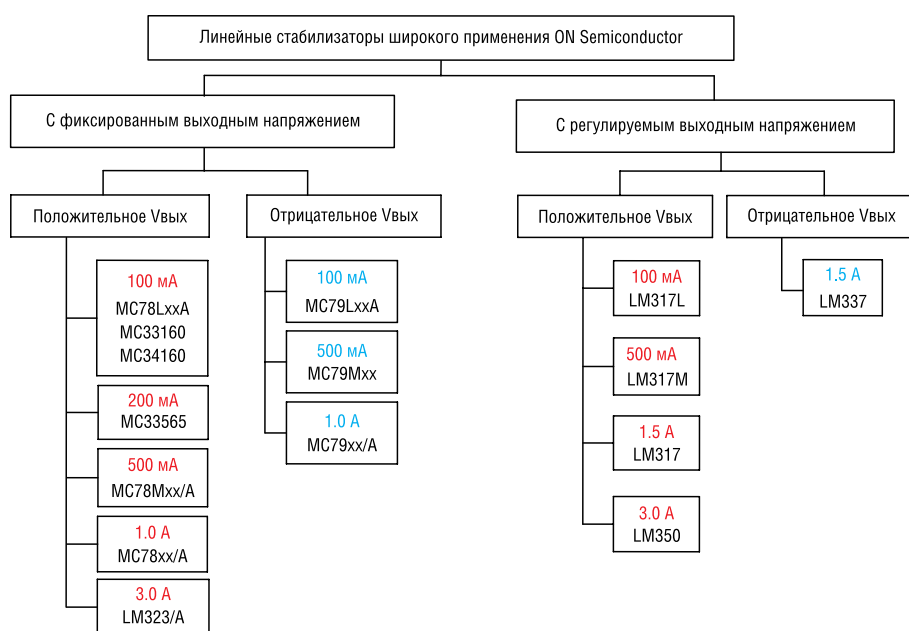 Линейные стабилизаторы широкого применения ON Semiconductor
С фиксированным выходным напряжением
С регулируемым выходным напряжением
Положительное Vвых
Отрицательное Vвых
Положительное Vвых
Отрицательное Vвых
100 мА
MC78LxxA
MC33160
MC34160
200 мА
MC33565
500 мА
MC78Mxx/A
1.0 А
MC78xx/A
3.0 А
LM323/A
100 мА
MC79LxxA
500 мА
MC79Mxx
1.0 А
MC79xx/A
100 мА
LM317L
500 мА
LM317M
1.5 А
LM317
3.0 А
LM350
1.5 А
LM337